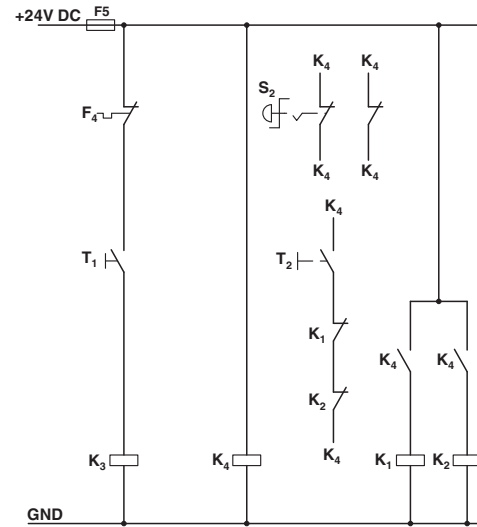 +24V DC F5
K₄ K₄
S₂
F₄
K₄ K₄
K₄
T₁ T₂
K₁
K₄ K₄
K₂
K₄
K₃ K₄ K₁ K₂
GND